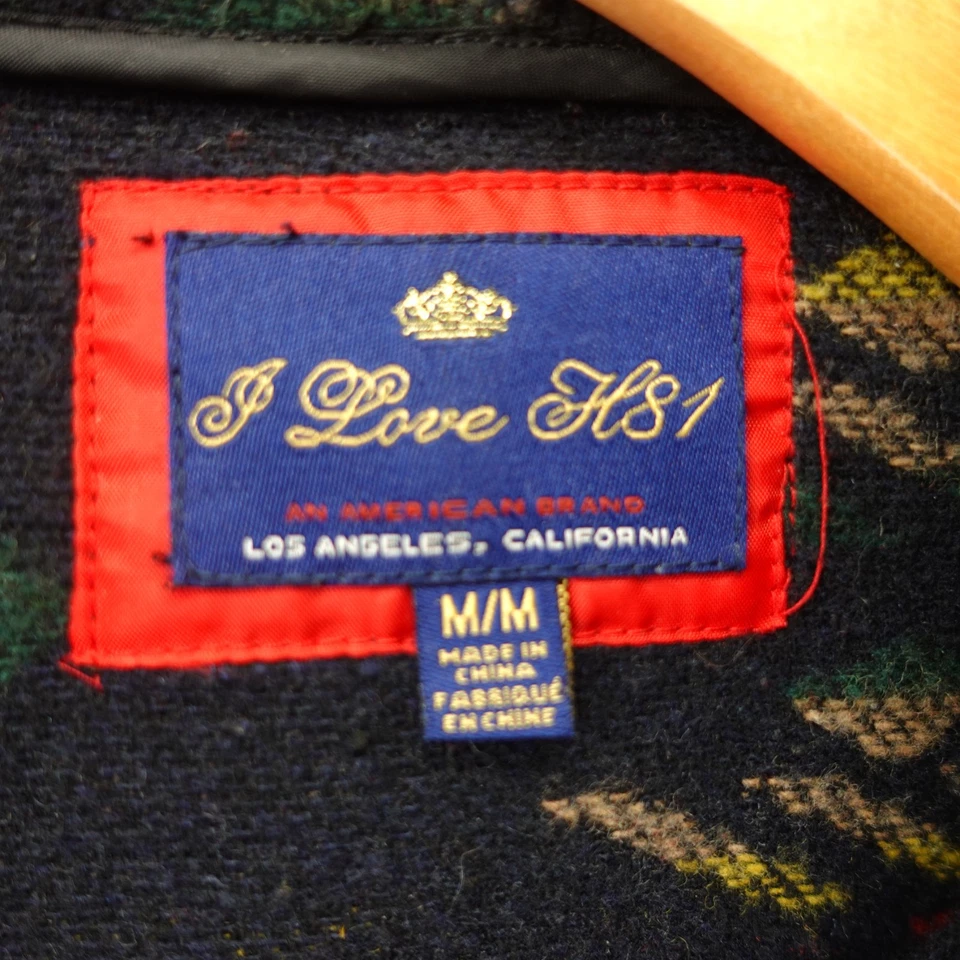 I Love H81
AN AMERICAN BRAND
LOS ANGELES, CALIFORNIA
M/M
MADE IN
CHINA
FABRIQUÉ
EN CHINE